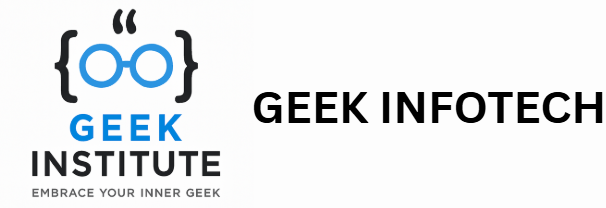 GEEK
INSTITUTE
EMBRACE YOUR INNER GEEK
GEEK INFOTECH